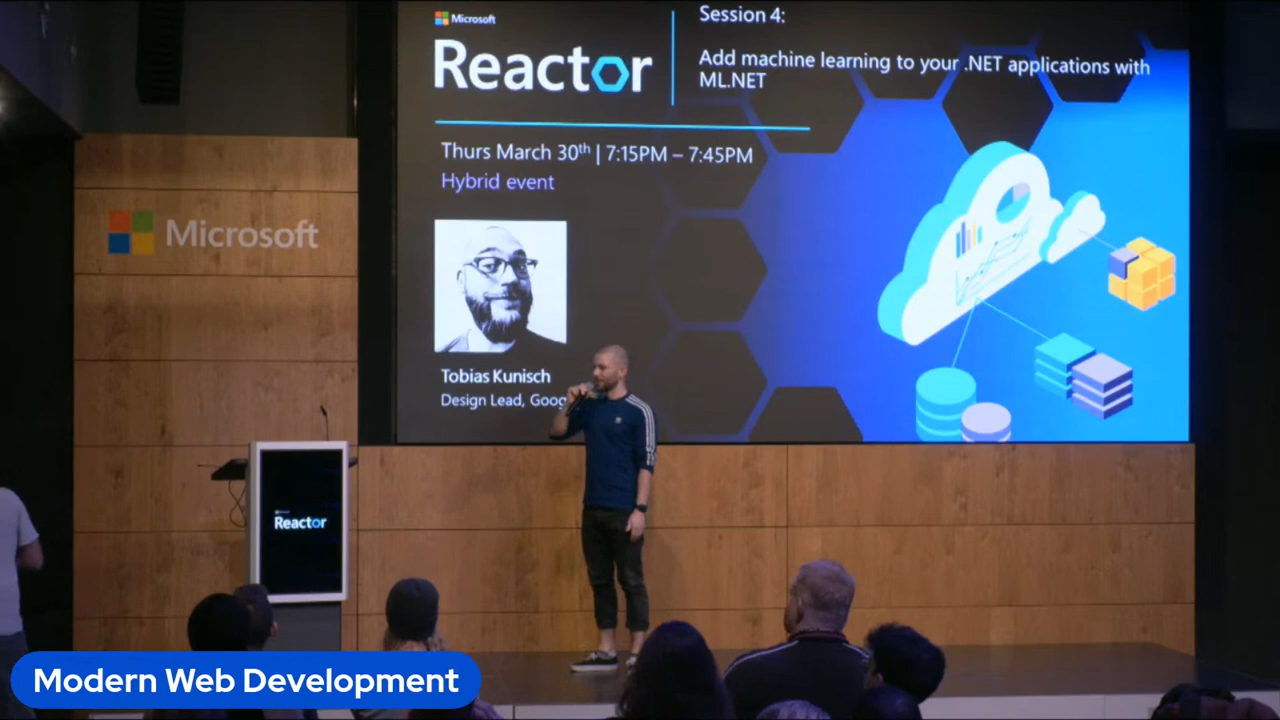 Microsoft
Reactor
Session 4:
Add machine learning to your .NET applications with
ML.NET
Thurs March 30th | 7:15PM – 7:45PM
Hybrid event
Tobias Kunisch
Design Lead,
Microsoft
Reactor
Modern Web Development